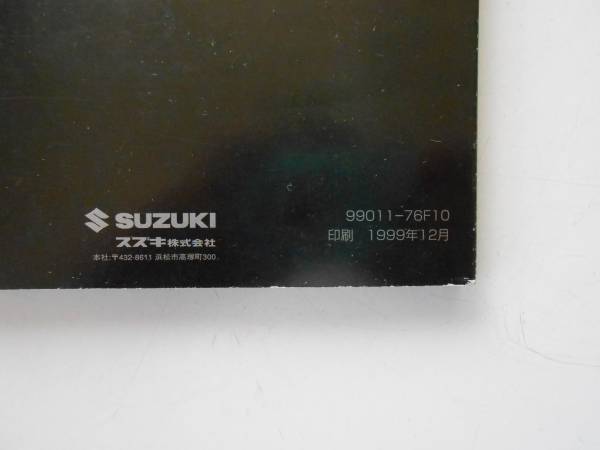 SUZUKI
スズキ株式会社
本社:〒432-8611 浜松市高塚町300
99011-76F10
印刷 1999年12月